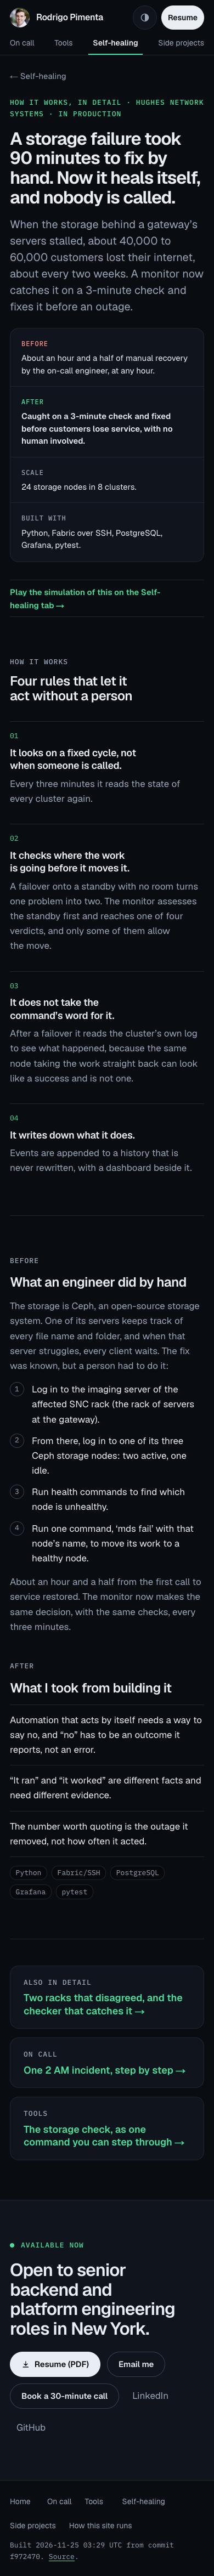 Rodrigo Pimenta
Resume
On call Tools Self-healing Side projects
← Self-healing
HOW IT WORKS, IN DETAIL · HUGHES NETWORK
SYSTEMS · IN PRODUCTION
A storage failure took
90 minutes to fix by
hand. Now it heals itself,
and nobody is called.
When the storage behind a gateway’s
servers stalled, about 40,000 to
60,000 customers lost their internet,
about every two weeks. A monitor now
catches it on a 3-minute check and
fixes it before an outage.
BEFORE
About an hour and a half of manual recovery
by the on-call engineer, at any hour.
AFTER
Caught on a 3-minute check and fixed
before customers lose service, with no
human involved.
SCALE
24 storage nodes in 8 clusters.
BUILT WITH
Python, Fabric over SSH, PostgreSQL,
Grafana, pytest.
Play the simulation of this on the Self-
healing tab →
HOW IT WORKS
Four rules that let it
act without a person
01
It looks on a fixed cycle, not
when someone is called.
Every three minutes it reads the state of
every cluster again.
02
It checks where the work
is going before it moves it.
A failover onto a standby with no room turns
one problem into two. The monitor assesses
the standby first and reaches one of four
verdicts, and only some of them allow
the move.
03
It does not take the
command’s word for it.
After a failover it reads the cluster’s own log
to see what happened, because the same
node taking the work straight back can look
like a success and is not one.
04
It writes down what it does.
Events are appended to a history that is
never rewritten, with a dashboard beside it.
BEFORE
What an engineer did by hand
The storage is Ceph, an open-source storage
system. One of its servers keeps track of
every file name and folder, and when that
server struggles, every client waits. The fix
was known, but a person had to do it:
1 Log in to the imaging server of the
affected SNC rack (the rack of servers
at the gateway).
2 From there, log in to one of its three
Ceph storage nodes: two active, one
idle.
3 Run health commands to find which
node is unhealthy.
4 Run one command, ‘mds fail’ with that
node’s name, to move its work to a
healthy node.
About an hour and a half from the first call to
service restored. The monitor now makes the
same decision, with the same checks, every
three minutes.
AFTER
What I took from building it
Automation that acts by itself needs a way to
say no, and “no” has to be an outcome it
reports, not an error.
“It ran” and “it worked” are different facts and
need different evidence.
The number worth quoting is the outage it
removed, not how often it acted.
Python Fabric/SSH PostgreSQL
Grafana pytest
ALSO IN DETAIL
Two racks that disagreed, and the
checker that catches it →
ON CALL
One 2 AM incident, step by step →
TOOLS
The storage check, as one
command you can step through →
AVAILABLE NOW
Open to senior
backend and
platform engineering
roles in New York.
Resume (PDF) Email me
Book a 30-minute call LinkedIn
GitHub
Home On call Tools Self-healing
Side projects How this site runs
Built 2026-11-25 03:29 UTC from commit
f972470. Source.